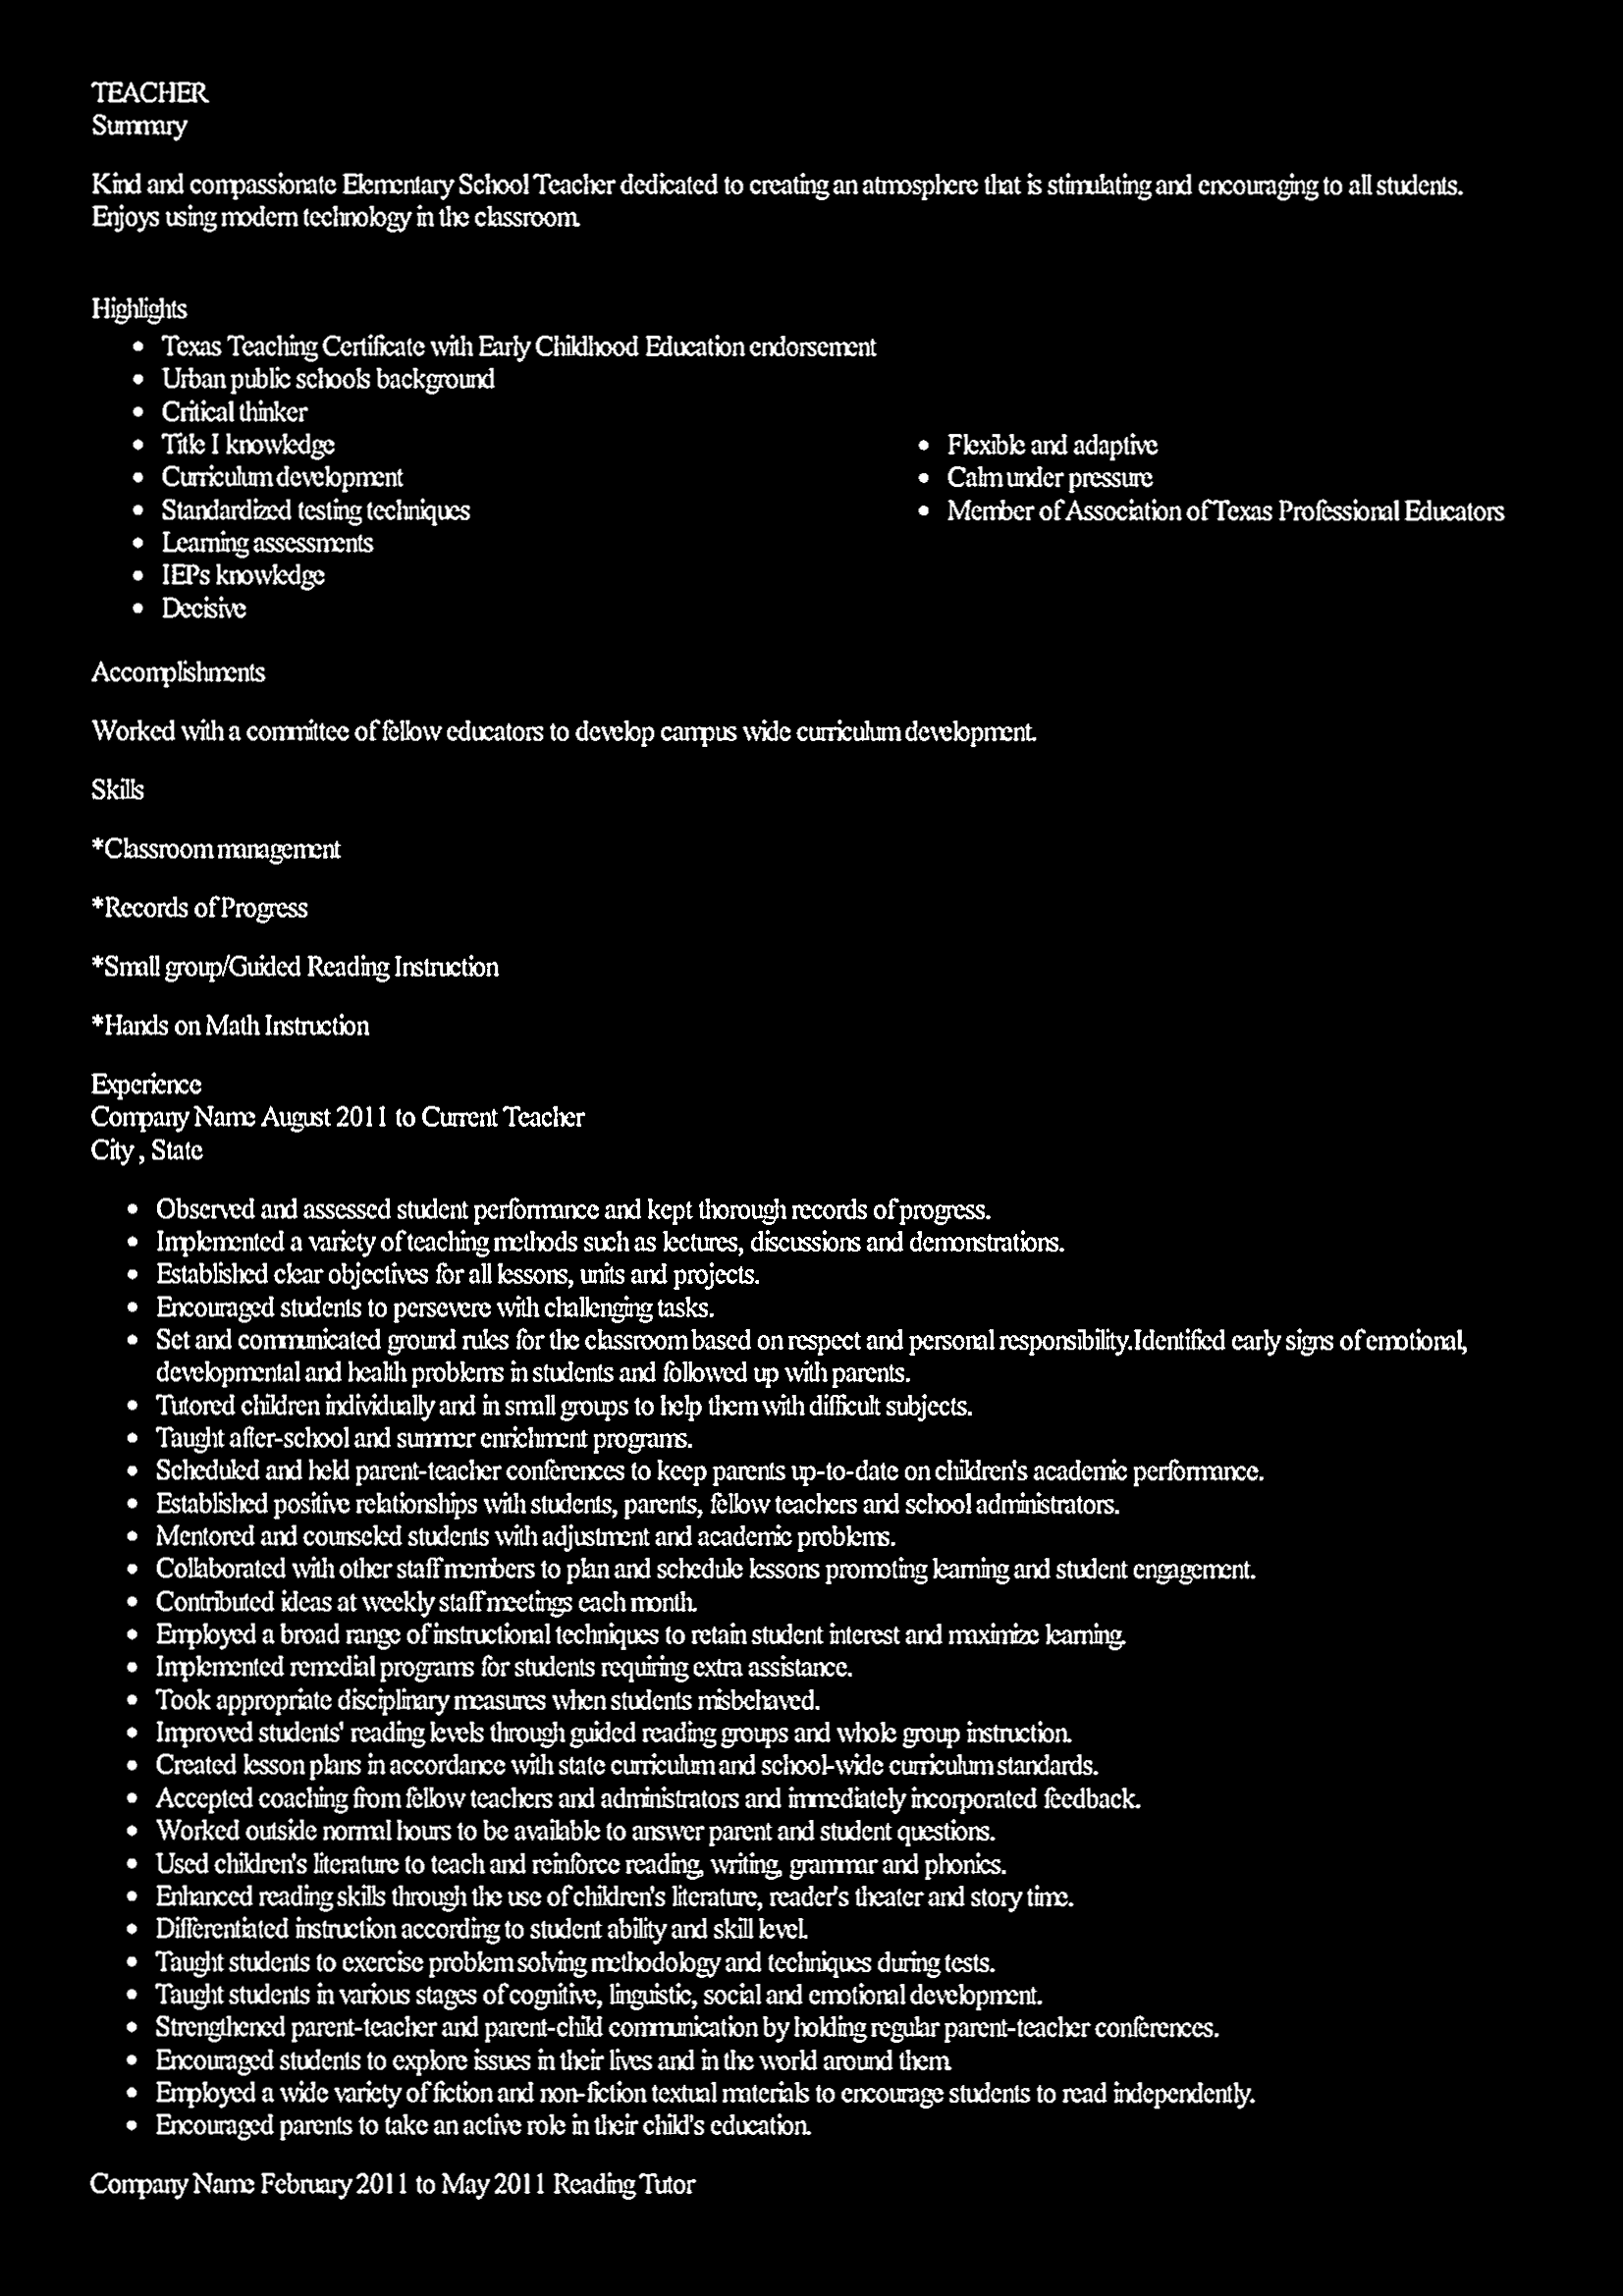 TEACHER
Summary
Kind and compassionate Elementary School Teacher dedicated to creating an atmosphere that is stimulating and encouraging to all students.
Enjoys using modern technology in the classroom.
Highlights
• Texas Teaching Certificate with Early Childhood Education endorsement
• Urban public schools background
• Critical thinker
• Title I knowledge
• Curriculum development
• Standardized testing techniques
• Learning assessments
• IEPs knowledge
• Decisive
• Flexible and adaptive
• Calm under pressure
• Member of Association of Texas Professional Educators
Accomplishments
Worked with a committee of fellow educators to develop campus wide curriculum development.
Skills
*Classroom management
*Records of Progress
*Small group/Guided Reading Instruction
*Hands on Math Instruction
Experience
Company Name August 2011 to Current Teacher
City , State
• Observed and assessed student performance and kept thorough records of progress.
• Implemented a variety of teaching methods such as lectures, discussions and demonstrations.
• Established clear objectives for all lessons, units and projects.
• Encouraged students to persevere with challenging tasks.
• Set and communicated ground rules for the classroom based on respect and personal responsibility.Identified early signs of emotional,
developmental and health problems in students and followed up with parents.
• Tutored children individually and in small groups to help them with difficult subjects.
• Taught after-school and summer enrichment programs.
• Scheduled and held parent-teacher conferences to keep parents up-to-date on children's academic performance.
• Established positive relationships with students, parents, fellow teachers and school administrators.
• Mentored and counseled students with adjustment and academic problems.
• Collaborated with other staff members to plan and schedule lessons promoting learning and student engagement.
• Contributed ideas at weekly staff meetings each month.
• Employed a broad range of instructional techniques to retain student interest and maximize learning.
• Implemented remedial programs for students requiring extra assistance.
• Took appropriate disciplinary measures when students misbehaved.
• Improved students' reading levels through guided reading groups and whole group instruction.
• Created lesson plans in accordance with state curriculum and school-wide curriculum standards.
• Accepted coaching from fellow teachers and administrators and immediately incorporated feedback.
• Worked outside normal hours to be available to answer parent and student questions.
• Used children's literature to teach and reinforce reading, writing, grammar and phonics.
• Enhanced reading skills through the use of children's literature, reader's theater and story time.
• Differentiated instruction according to student ability and skill level.
• Taught students to exercise problem solving methodology and techniques during tests.
• Taught students in various stages of cognitive, linguistic, social and emotional development.
• Strengthened parent-teacher and parent-child communication by holding regular parent-teacher conferences.
• Encouraged students to explore issues in their lives and in the world around them.
• Employed a wide variety of fiction and non-fiction textual materials to encourage students to read independently.
• Encouraged parents to take an active role in their child's education.
Company Name February 2011 to May 2011 Reading Tutor